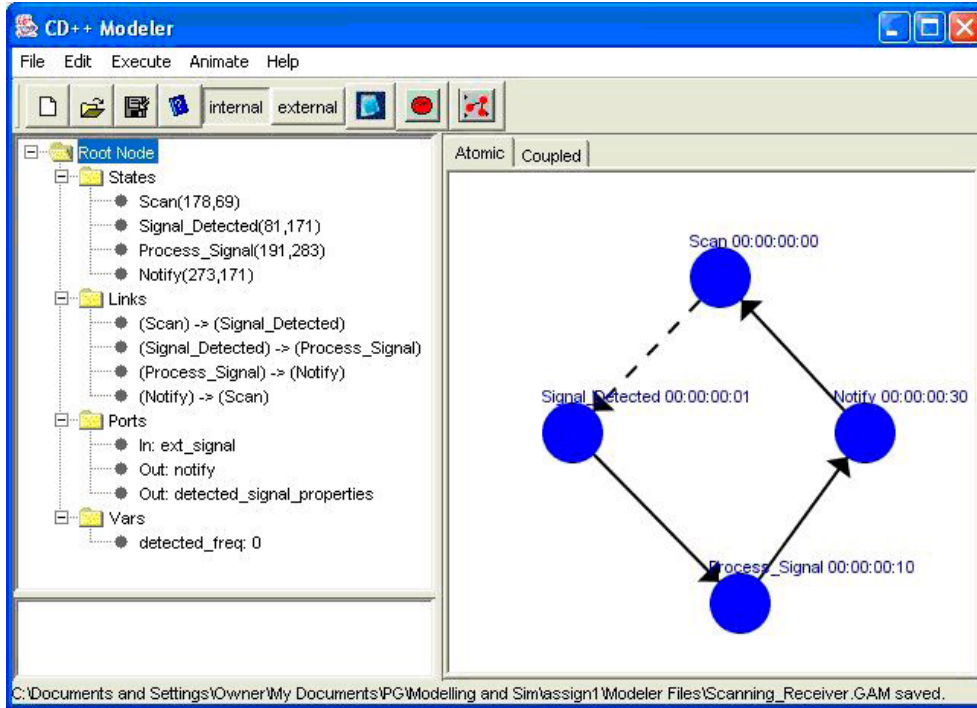 CD++ Modeler
File Edit Execute Animate Help
internal external
Root Node
States
Scan(178,69)
Signal_Detected(81,171)
Process_Signal(191,283)
Notify(273,171)
Links
(Scan) -> (Signal_Detected)
(Signal_Detected) -> (Process_Signal)
(Process_Signal) -> (Notify)
(Notify) -> (Scan)
Ports
In: ext_signal
Out: notify
Out: detected_signal_properties
Vars
detected_freq: 0
Atomic Coupled
Scan 00:00:00:00
Signal_Detected 00:00:00:01
Notify 00:00:00:30
Process_Signal 00:00:00:10
C:\Documents and Settings\Owner\My Documents\PG\Modelling and Sim\assign1\Modeler Files\Scanning_Receiver.GAM saved.